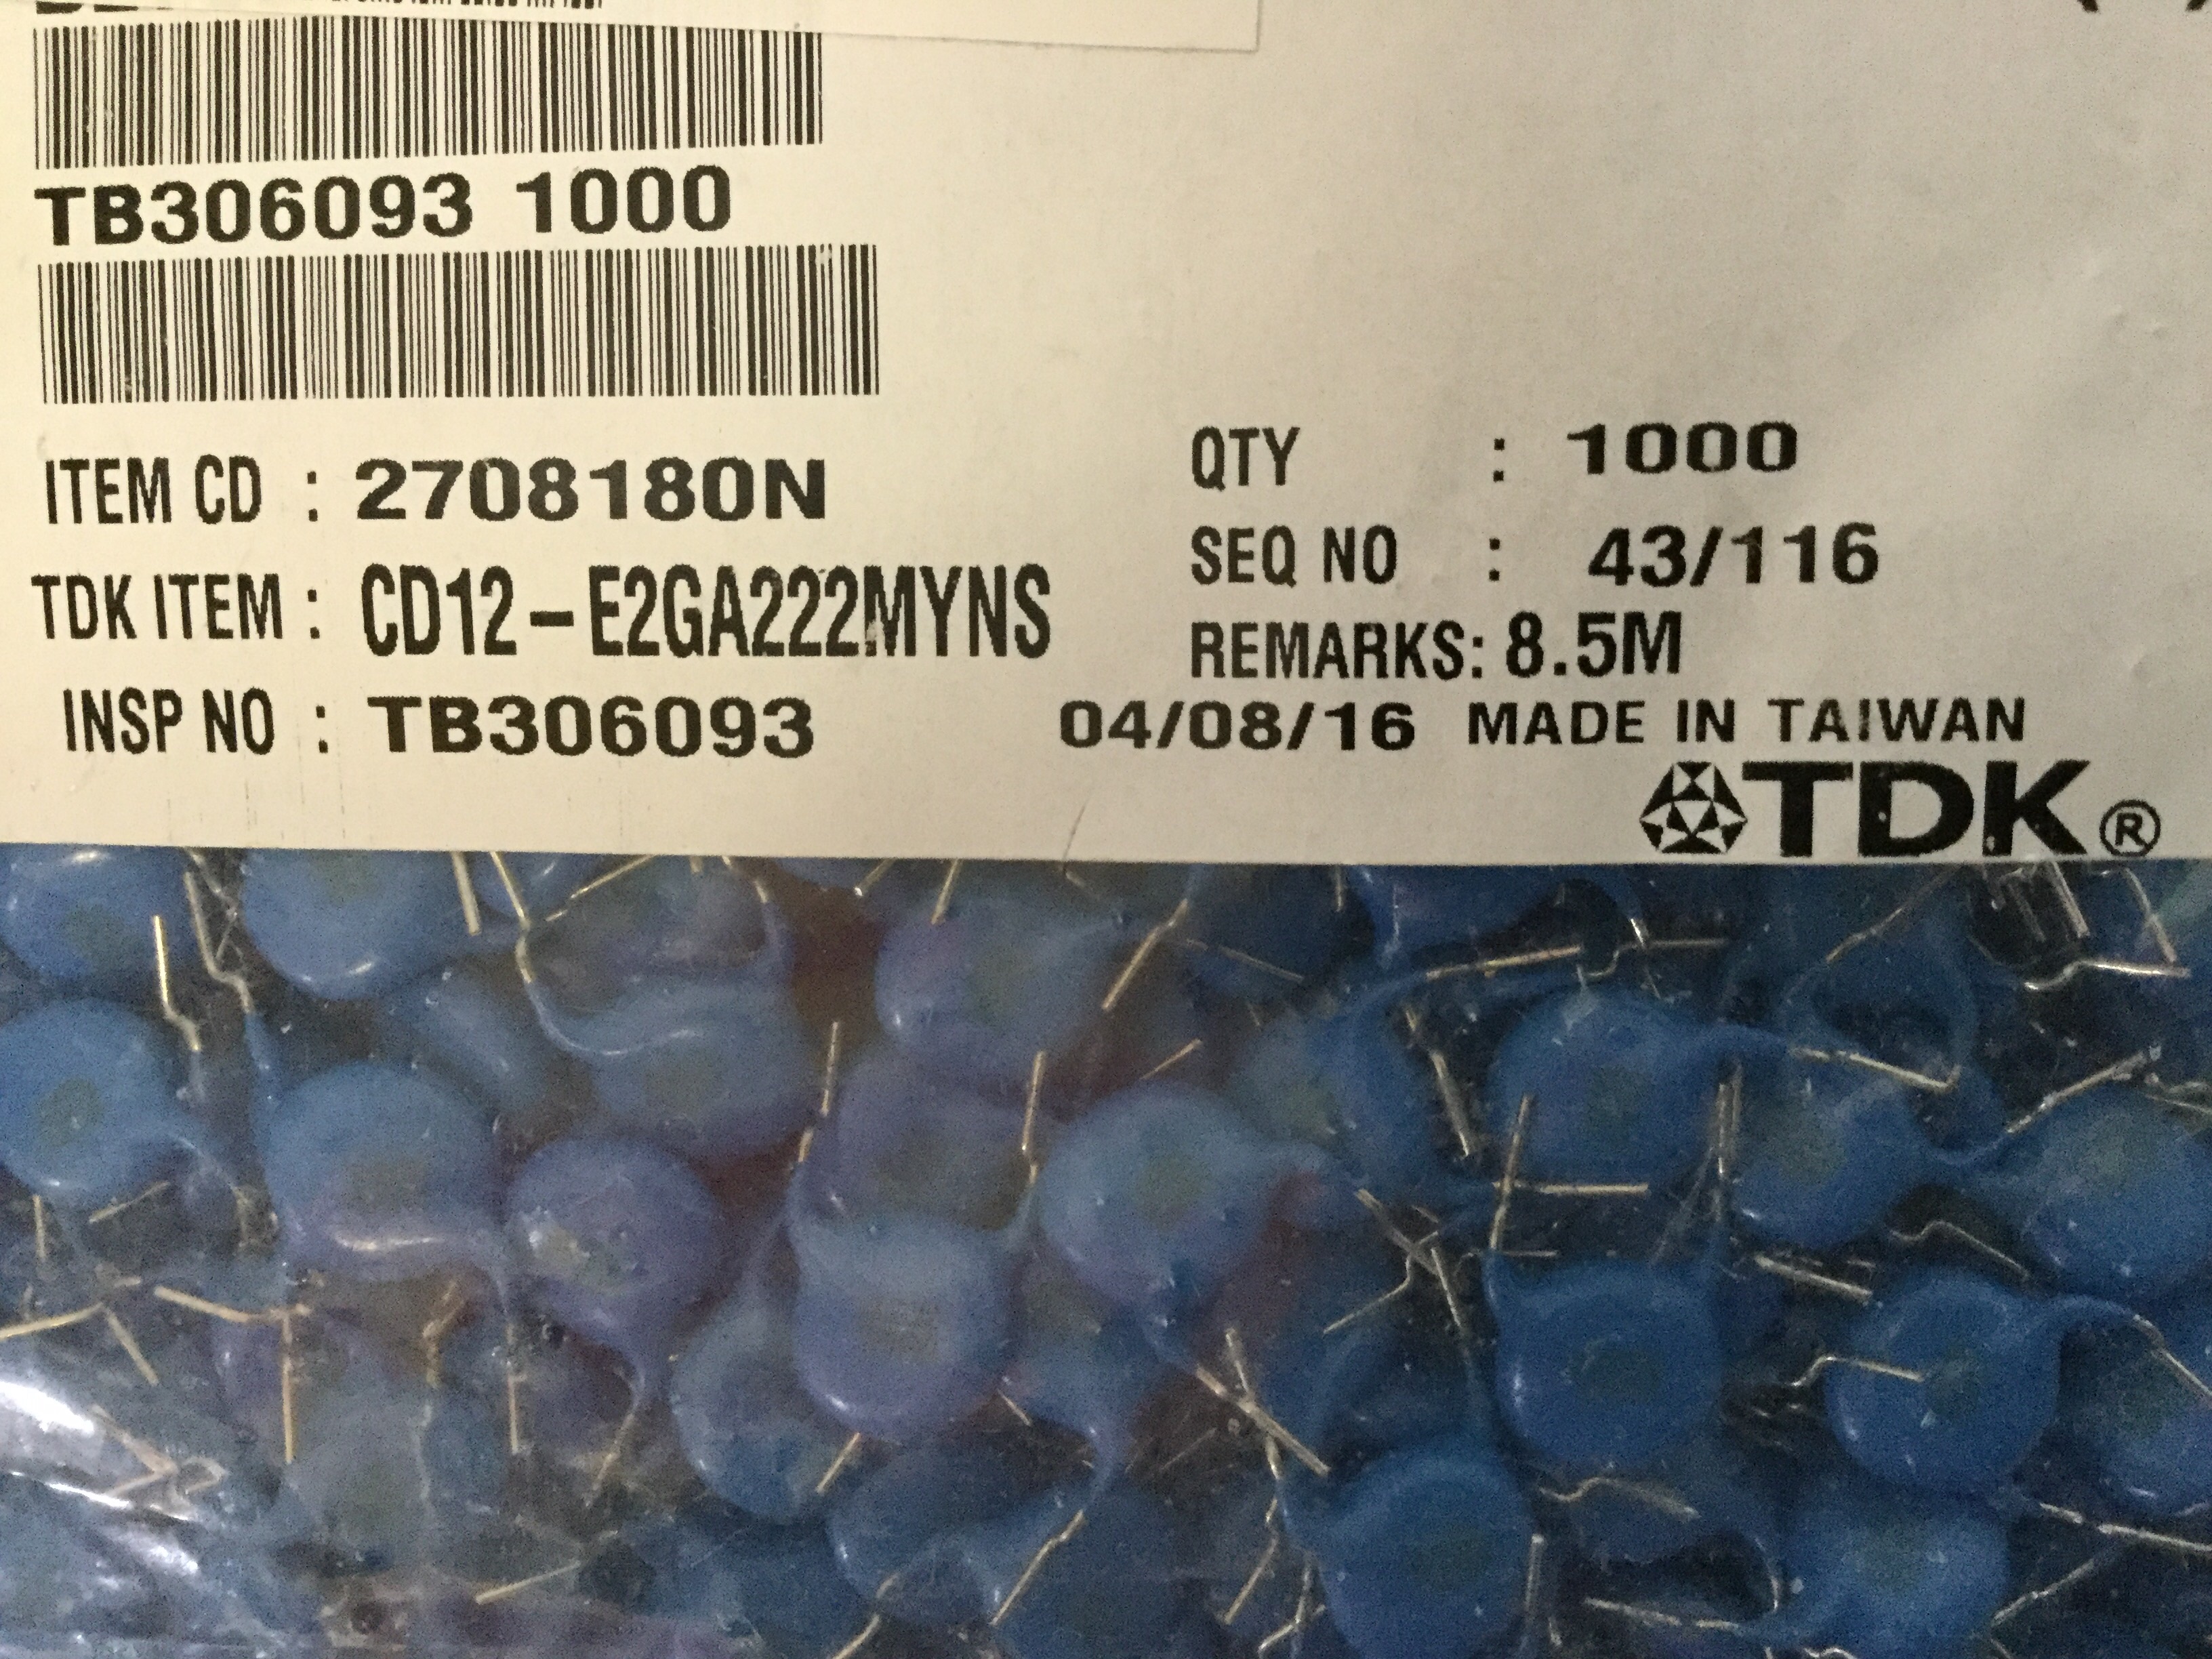 TB306093 1000
ITEM CD : 2708180N
TDK ITEM : CD12-E2GA222MYNS
INSP NO : TB306093
QTY : 1000
SEQ NO : 43/116
REMARKS: 8.5M
04/08/16 MADE IN TAIWAN
TDK®